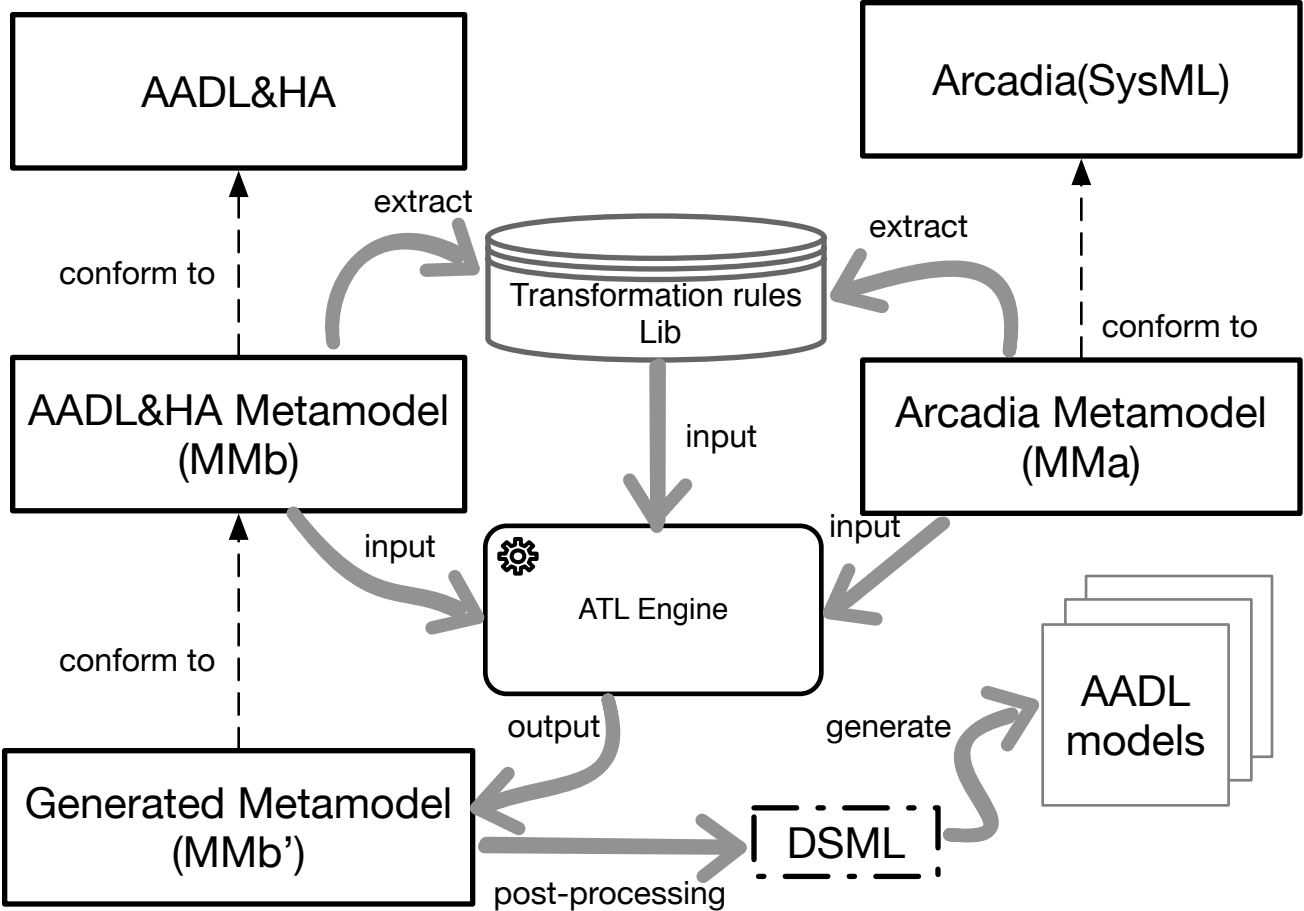 AADL&HA
Arcadia(SysML)
extract
extract
conform to
Transformation rules
Lib
conform to
AADL&HA Metamodel
(MMb)
input
Arcadia Metamodel
(MMa)
input
input
ATL Engine
conform to
output
generate
AADL
models
Generated Metamodel
(MMb’)
DSML
post-processing